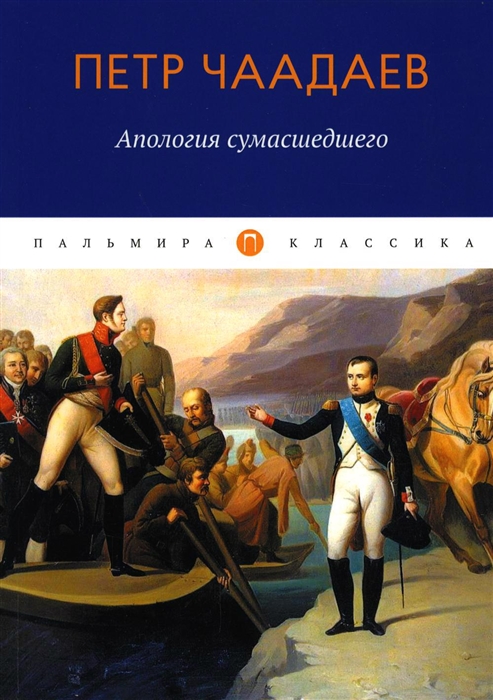 ПЕТР ЧААДАЕВ
Апология сумасшедшего
ПАЛЬМИРА П КЛАССИКА